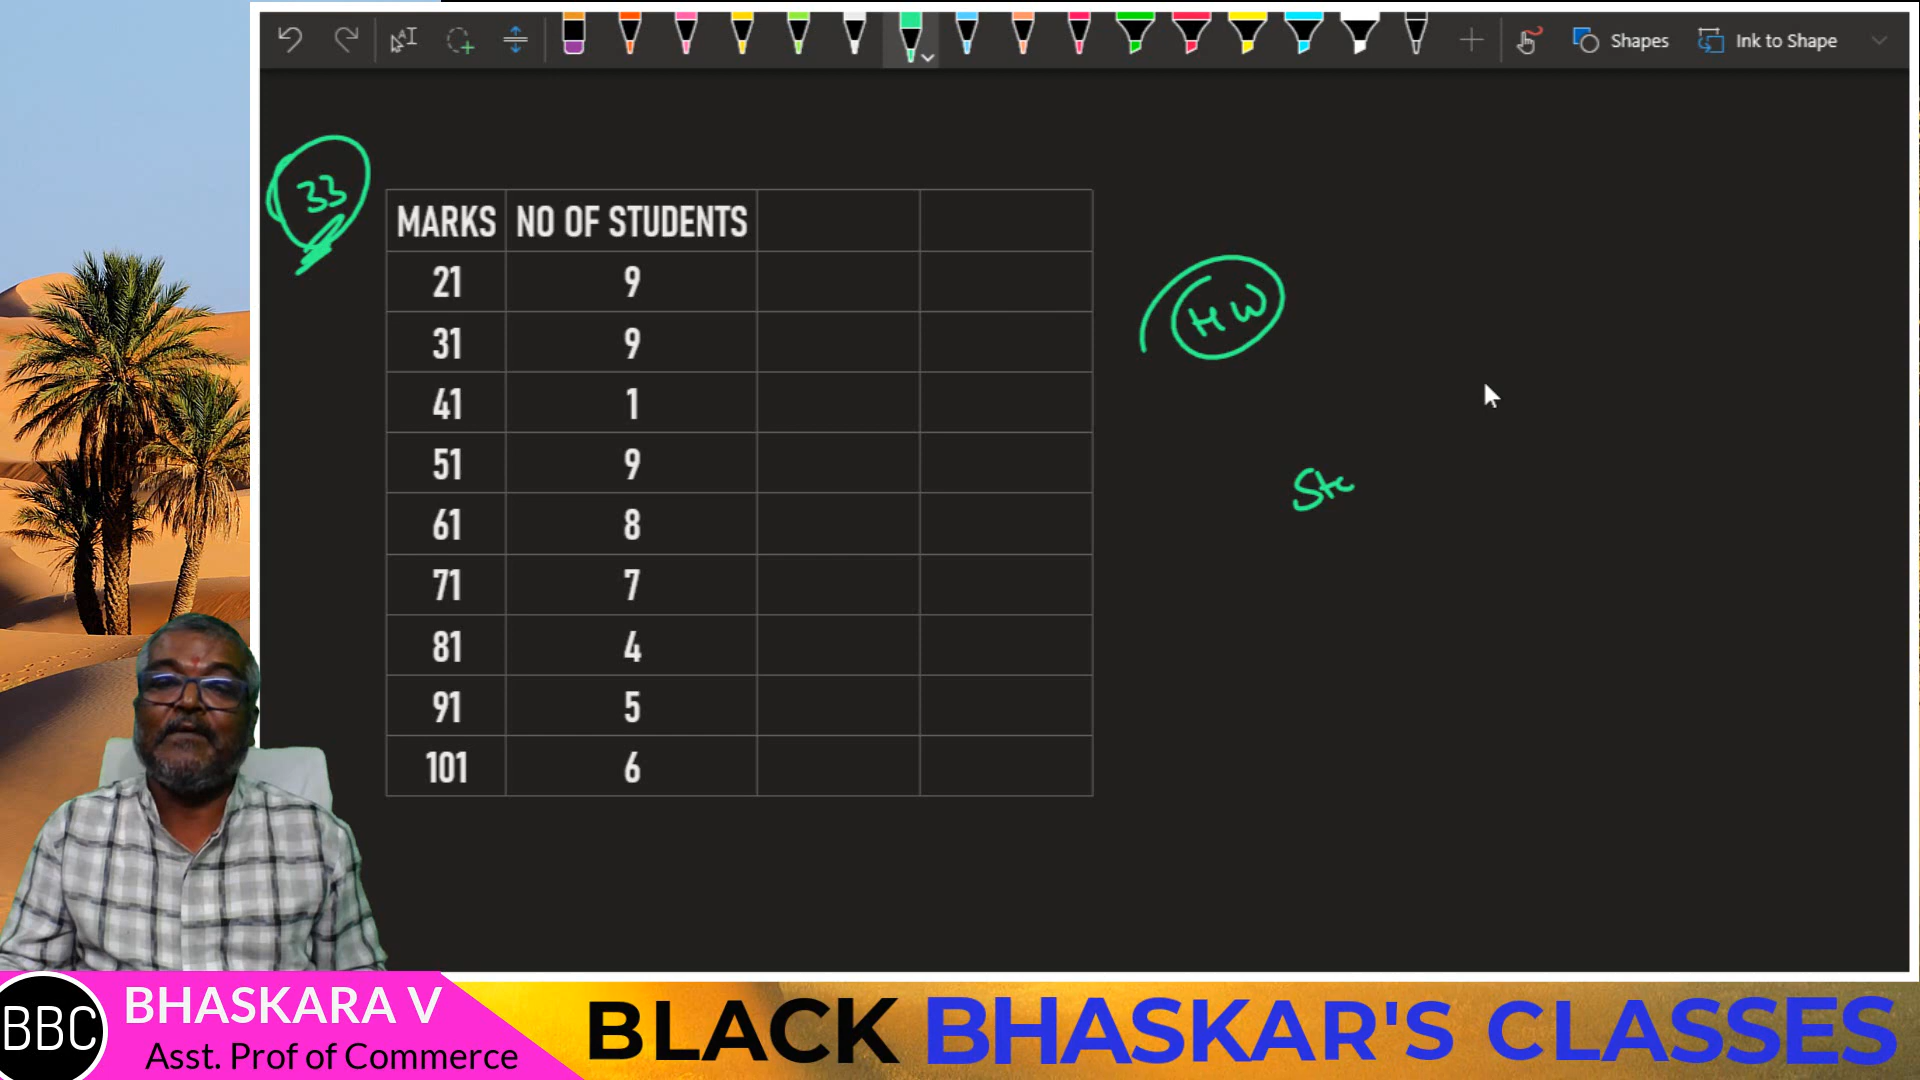 Shapes
Ink to Shape
33
MARKS NO OF STUDENTS
21 9
31 9
41 1
51 9
61 8
71 7
81 4
91 5
101 6
HW
BBC
BHASKARA V
Asst. Prof of Commerce
BLACK BHASKAR'S CLASSES